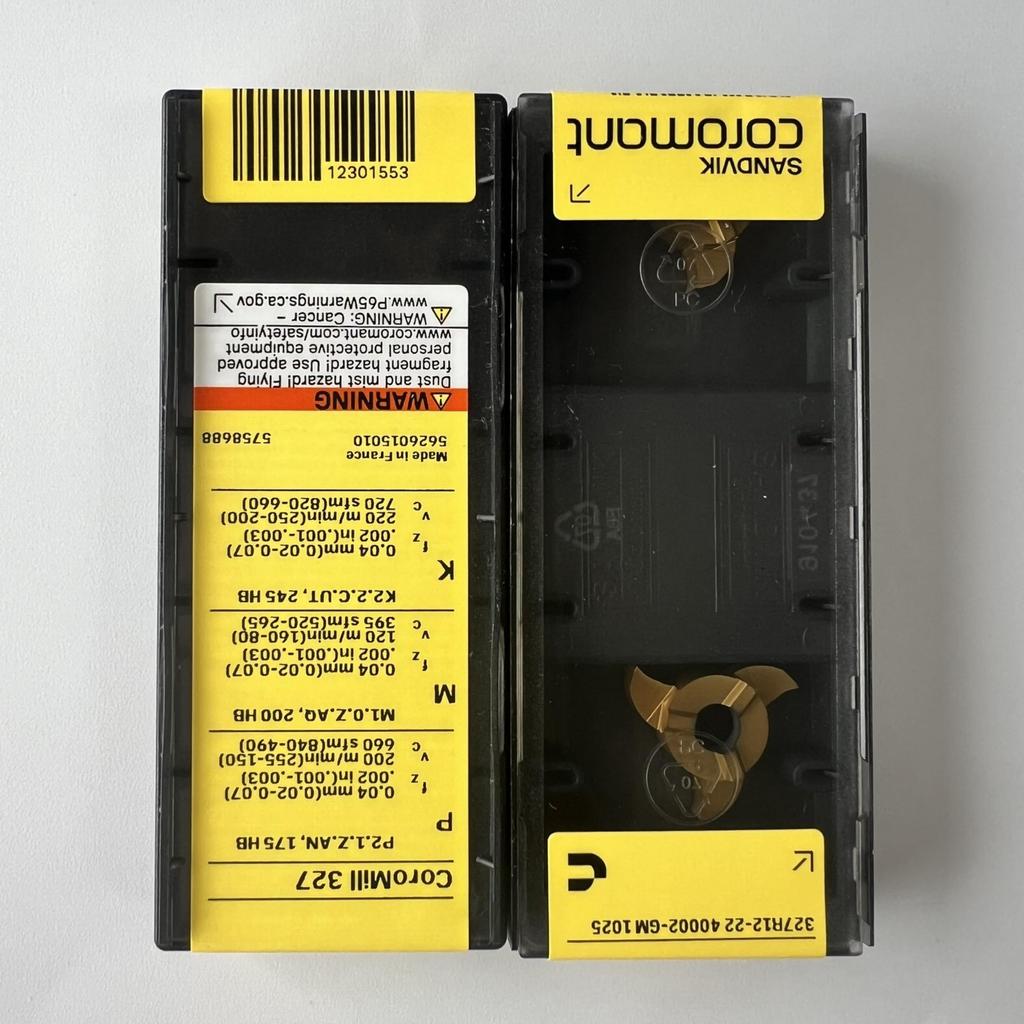 12301553
CoroMill 327
P2.1.Z.AN, 175 HB
P
fz 0.04 mm(0.02-0.07)
.002 in(.001-.003)
vc 200 m/min(255-150)
660 sfm(840-490)
M1.0.Z.AQ, 200 HB
M
fz 0.04 mm(0.02-0.07)
.002 in(.001-.003)
vc 120 m/min(160-80)
395 sfm(520-265)
K2.2.C.UT, 245 HB
K
fz 0.04 mm(0.02-0.07)
.002 in(.001-.003)
vc 220 m/min(250-200)
720 sfm(820-660)
Made in France
5626015010 5758688
WARNING
Dust and mist hazard! Flying
fragment hazard! Use approved
personal protective equipment
www.coromant.com/safetyinfo
WARNING: Cancer –
www.P65Warnings.ca.gov
327R12-22 40002-GM 1025
07
PC
SANDVIK
coromant